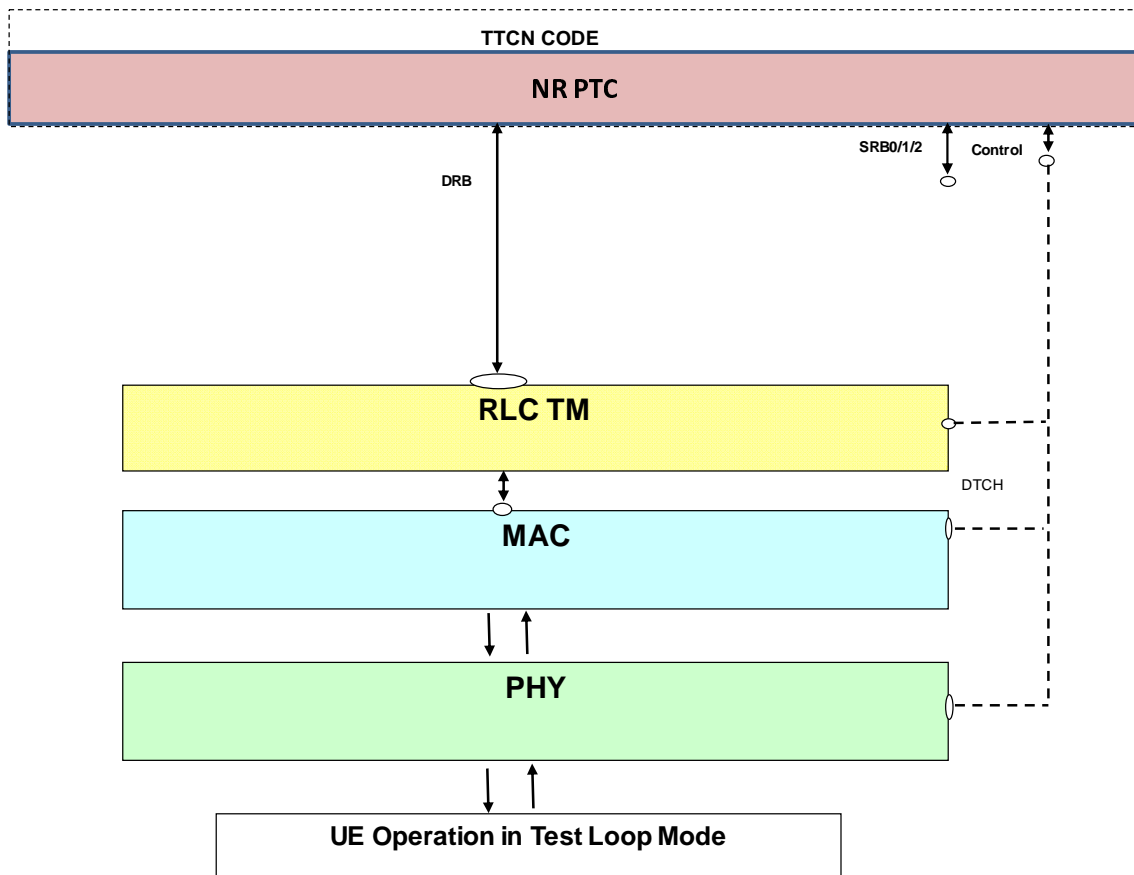 TTCN CODE
NR PTC
SRB0/1/2
Control
DRB
RLC TM
DTCH
MAC
PHY
UE Operation in Test Loop Mode